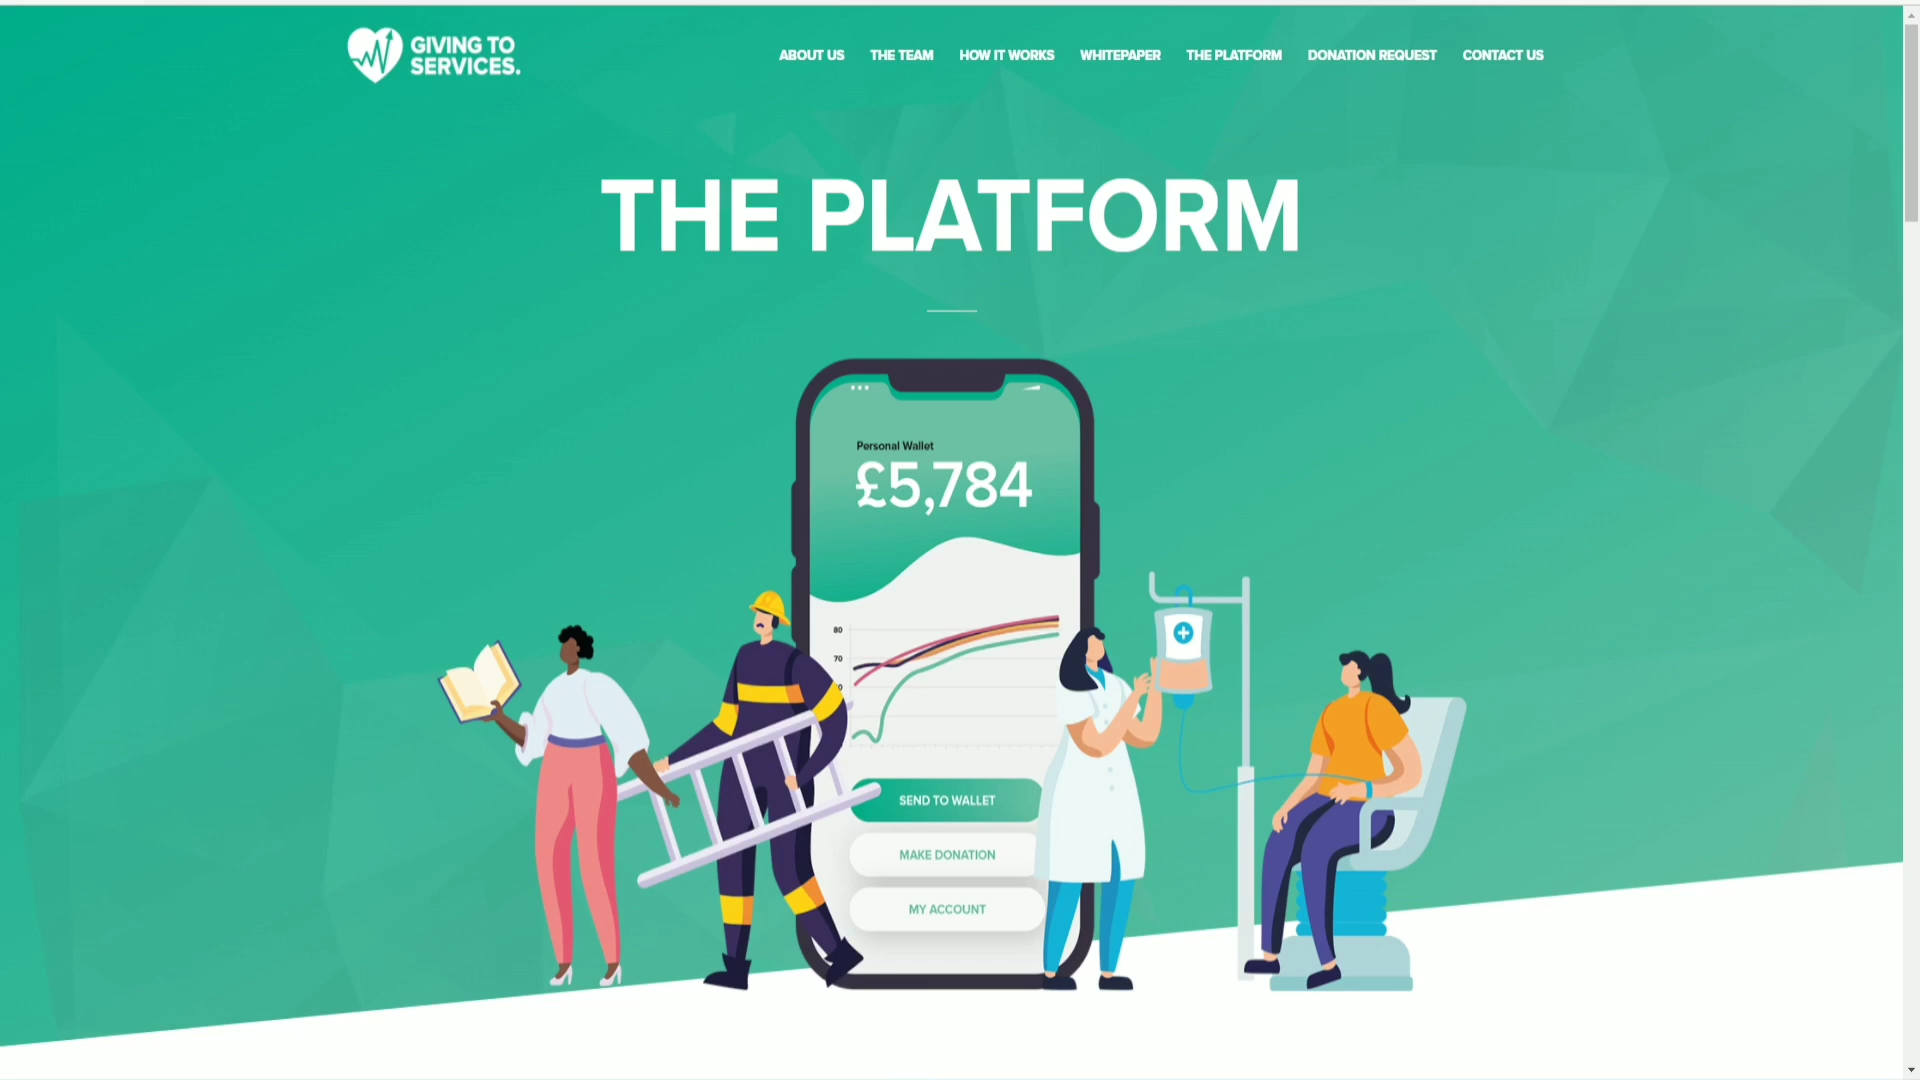 GIVING TO
SERVICES.
ABOUT US
THE TEAM
HOW IT WORKS
WHITEPAPER
THE PLATFORM
DONATION REQUEST
CONTACT US
THE PLATFORM
Personal Wallet
£5,784
80
70
0
SEND TO WALLET
MAKE DONATION
MY ACCOUNT